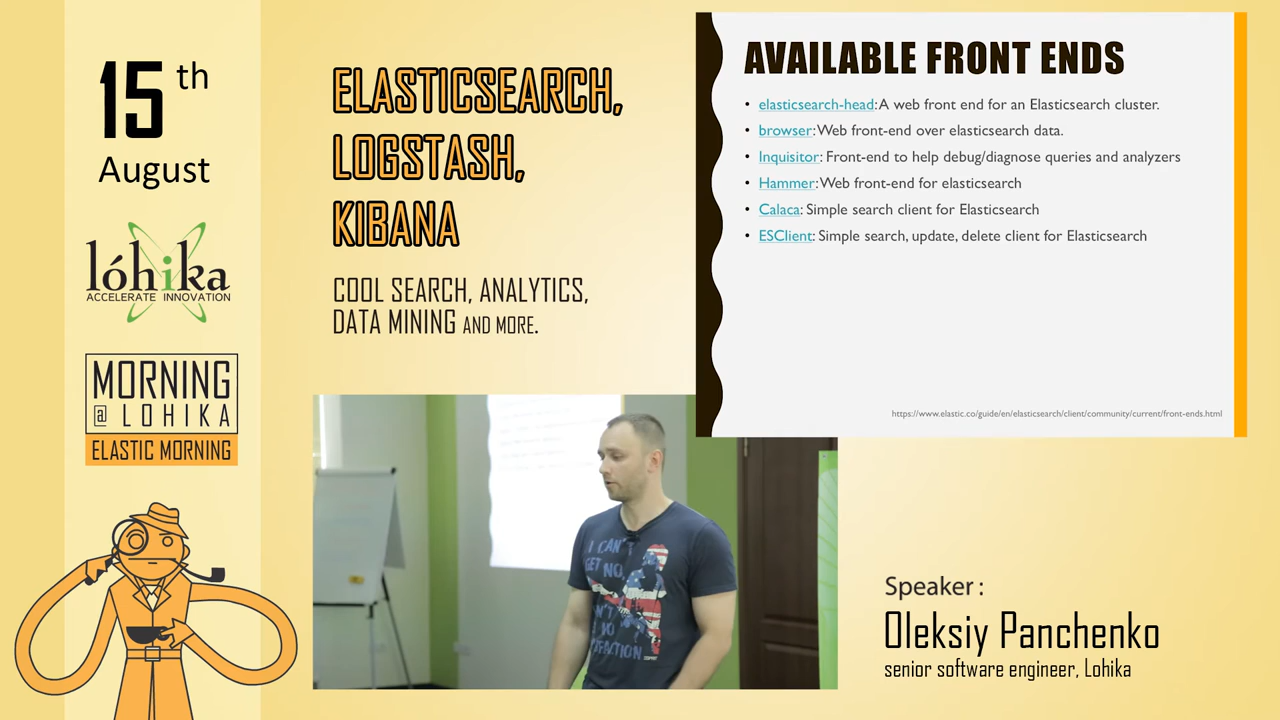 15 th
August
lóhika
ACCELERATE INNOVATION
MORNING
@ LOHIKA
ELASTIC MORNING
ELASTICSEARCH,
LOGSTASH,
KIBANA
COOL SEARCH, ANALYTICS,
DATA MINING AND MORE.
AVAILABLE FRONT ENDS
• elasticsearch-head: A web front end for an Elasticsearch cluster.
• browser: Web front-end over elasticsearch data.
• Inquisitor: Front-end to help debug/diagnose queries and analyzers
• Hammer: Web front-end for elasticsearch
• Calaca: Simple search client for Elasticsearch
• ESClient: Simple search, update, delete client for Elasticsearch
https://www.elastic.co/guide/en/elasticsearch/client/community/current/front-ends.html
I CAN'T
GET NO
Speaker :
Oleksiy Panchenko
senior software engineer, Lohika